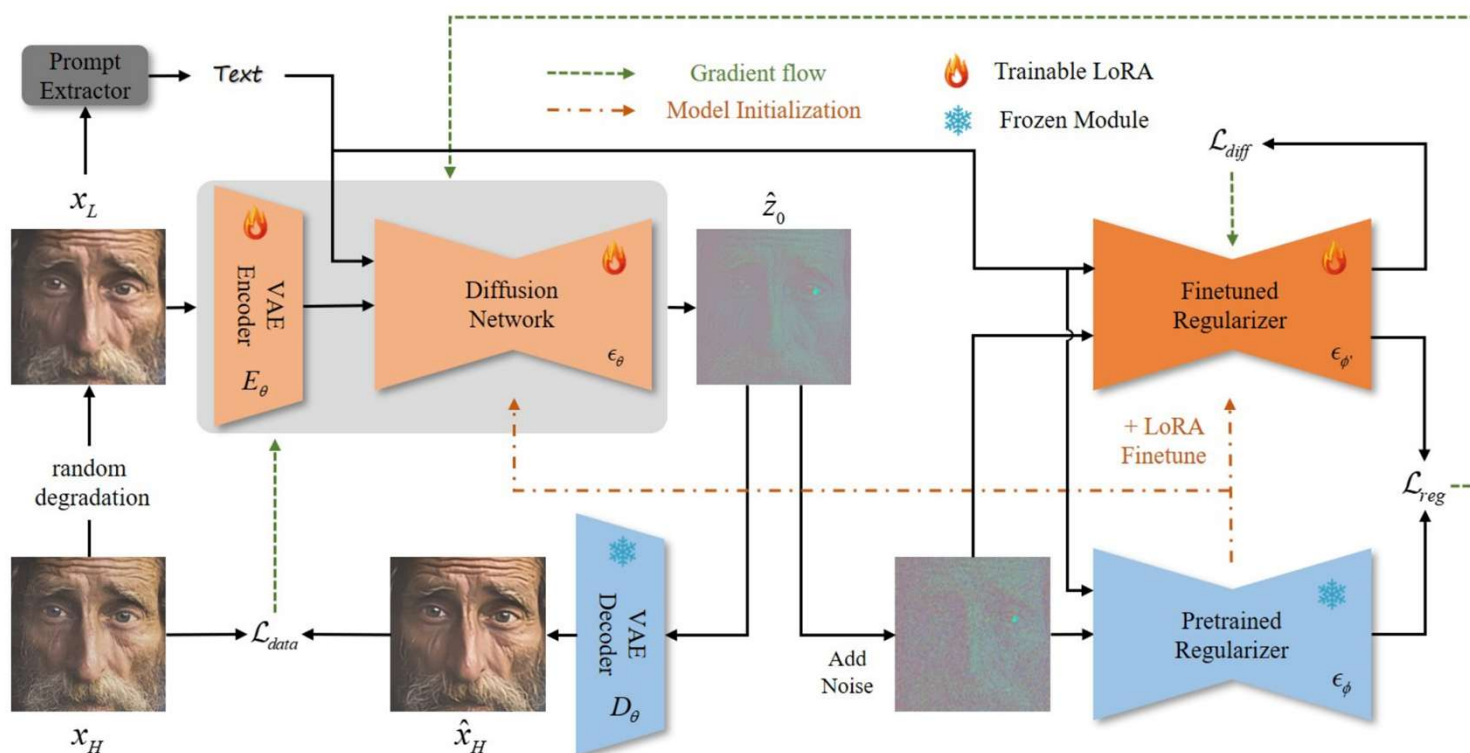 Prompt
Extractor
Text
Gradient flow
Model Initialization
Trainable LoRA
Frozen Module
x_L
VAE
Encoder
E_θ
Diffusion
Network
ϵ_θ
ẑ_0
ℒ_diff
Finetuned
Regularizer
ϵ_ϕ'
random
degradation
+ LoRA
Finetune
ℒ_reg
x_H
ℒ_data
x̂_H
VAE
Decoder
D_θ
Add
Noise
Pretrained
Regularizer
ϵ_ϕ